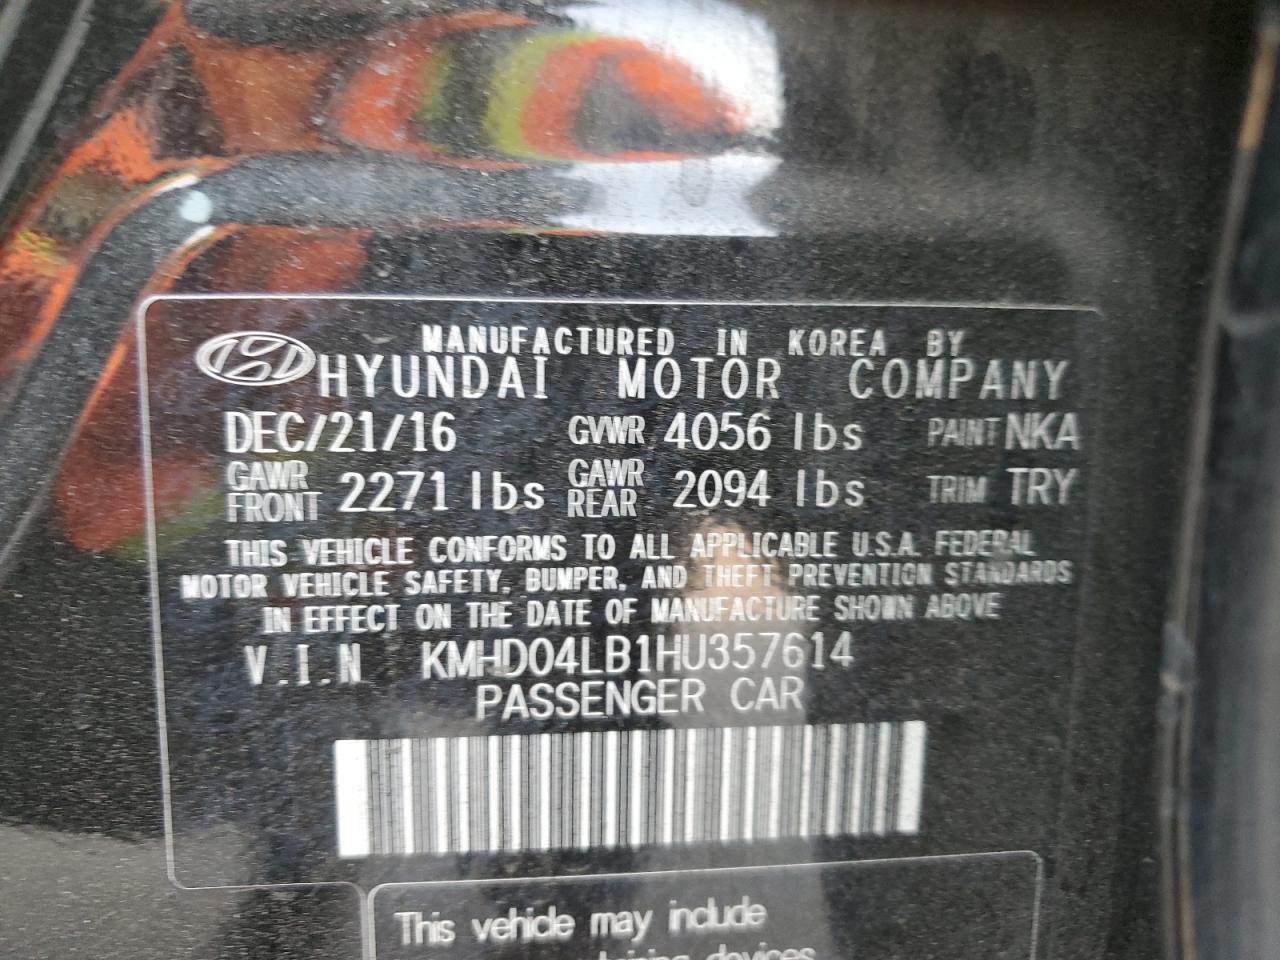 MANUFACTURED IN KOREA BY
HYUNDAI MOTOR COMPANY
DEC/21/16 GVWR 4056 lbs PAINT NKA
GAWR FRONT 2271 lbs GAWR REAR 2094 lbs TRIM TRY
THIS VEHICLE CONFORMS TO ALL APPLICABLE U.S.A. FEDERAL
MOTOR VEHICLE SAFETY, BUMPER, AND THEFT PREVENTION STANDARDS
IN EFFECT ON THE DATE OF MANUFACTURE SHOWN ABOVE
V.I.N KMHD04LB1HU357614
PASSENGER CAR
This vehicle may include
devices